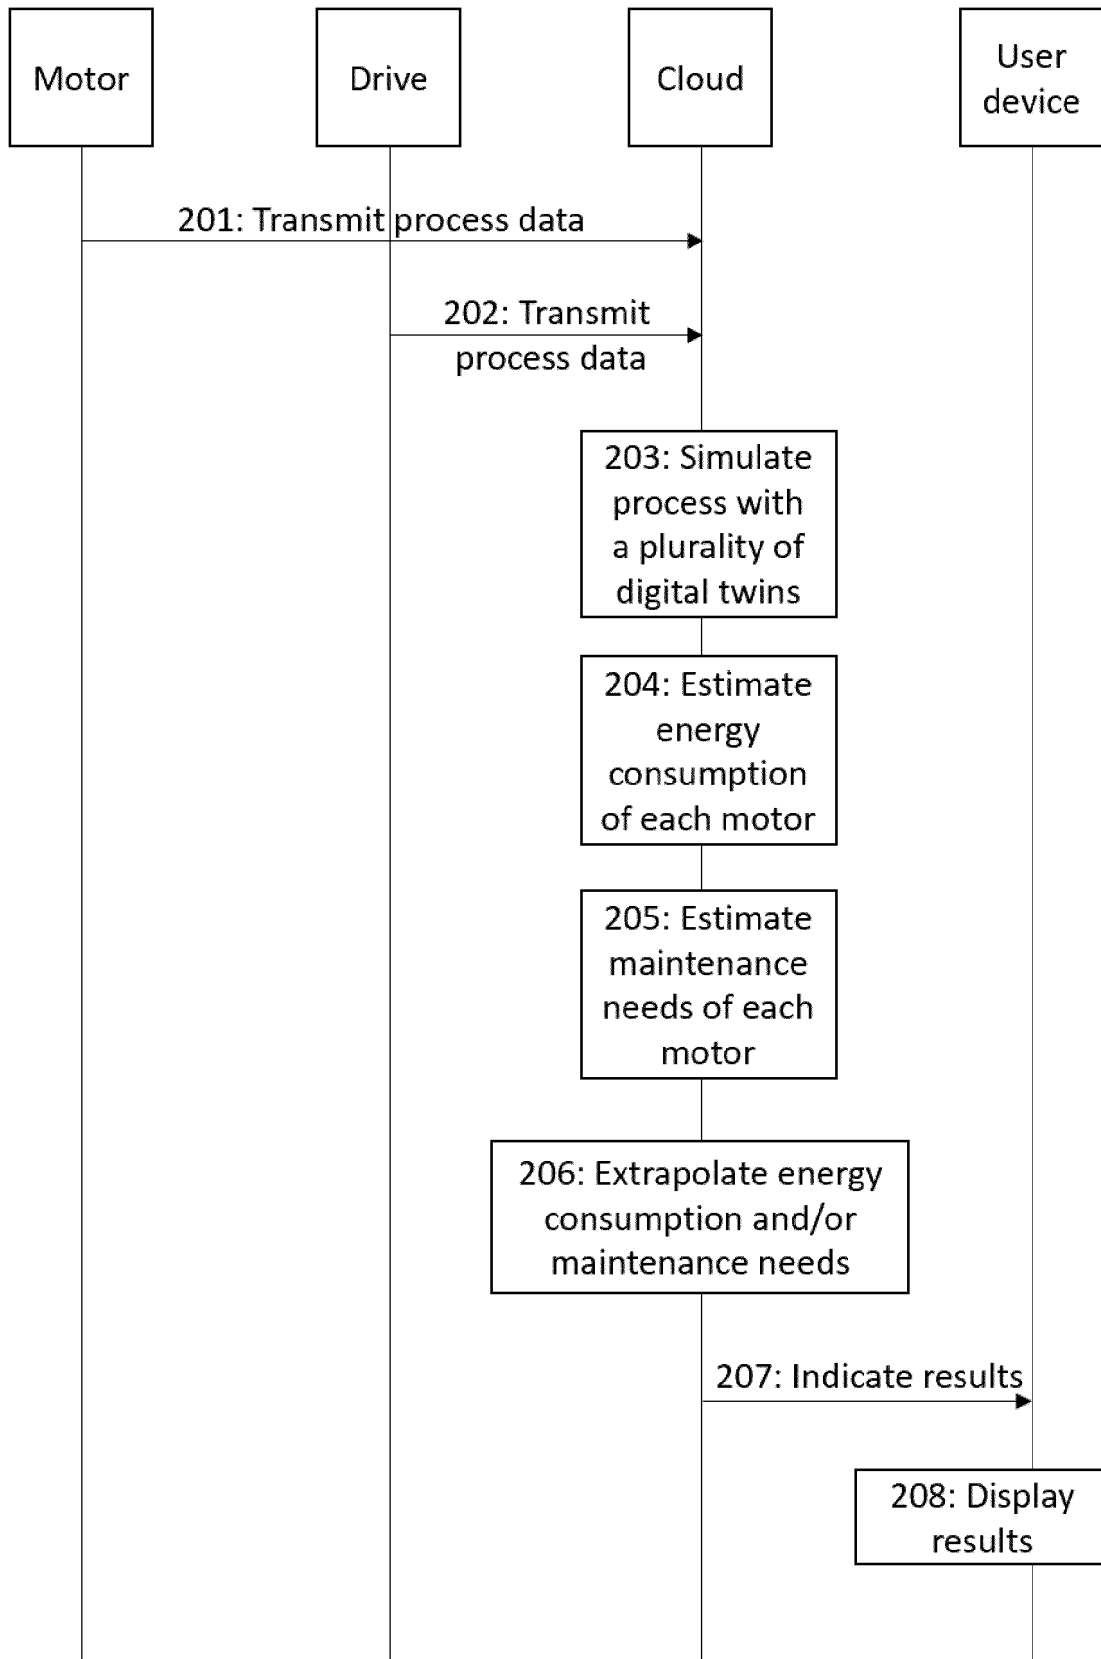 Motor
Drive
Cloud
User
device
201: Transmit process data
202: Transmit
process data
203: Simulate
process with
a plurality of
digital twins
204: Estimate
energy
consumption
of each motor
205: Estimate
maintenance
needs of each
motor
206: Extrapolate energy
consumption and/or
maintenance needs
207: Indicate results
208: Display
results